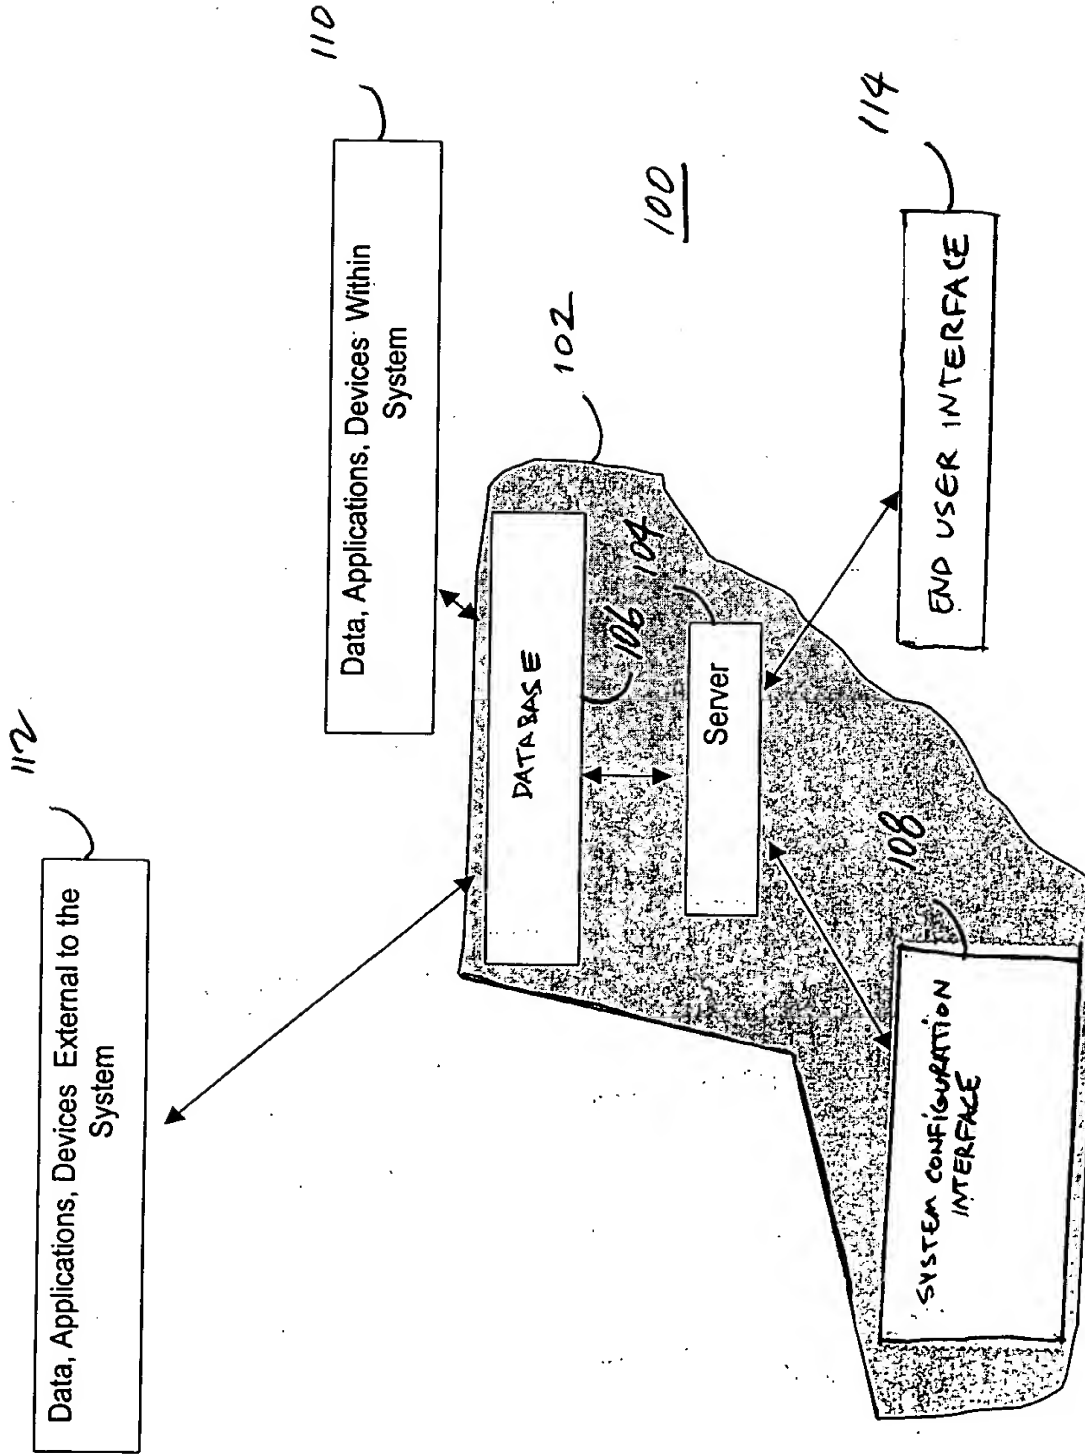 112
Data, Applications, Devices External to the
System
110
Data, Applications, Devices Within
System
100
102
DATABASE
106
104
Server
114
END USER INTERFACE
108
SYSTEM CONFIGURATION
INTERFACE